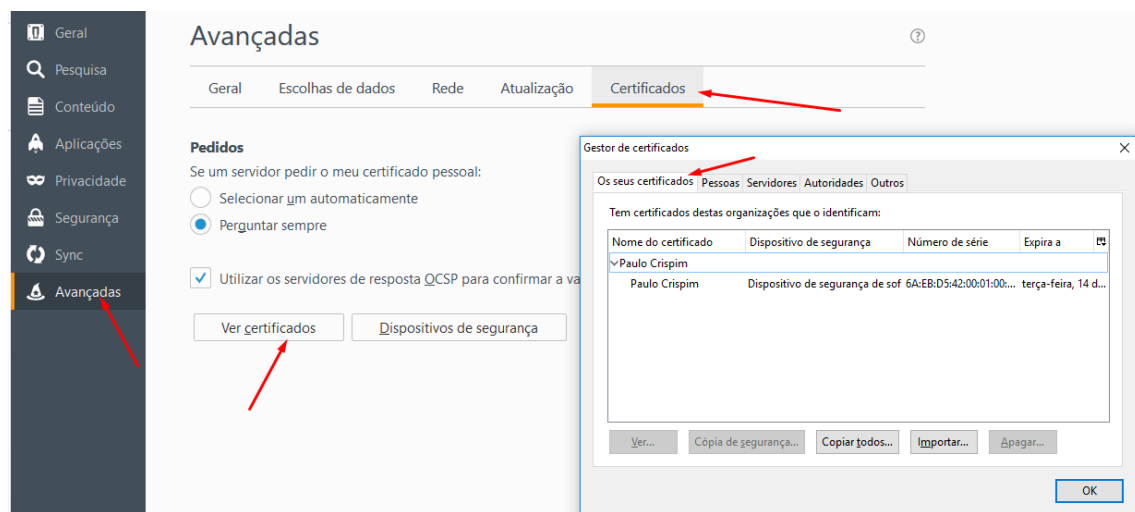 Geral
Pesquisa
Conteúdo
Aplicações
Privacidade
Segurança
Sync
Avançadas
Avançadas
Geral Escolhas de dados Rede Atualização Certificados
Pedidos
Se um servidor pedir o meu certificado pessoal:
Selecionar um automaticamente
Perguntar sempre
Utilizar os servidores de resposta OCSP para confirmar a va
Ver certificados Dispositivos de segurança
Gestor de certificados
Os seus certificados Pessoas Servidores Autoridades Outros
Tem certificados destas organizações que o identificam:
Nome do certificado Dispositivo de segurança Número de série Expira a
Paulo Crispim
Paulo Crispim Dispositivo de segurança de sof 6A:EB:D5:42:00:01:00:... terça-feira, 14 d...
Ver... Cópia de segurança... Copiar todos... Importar... Apagar...
OK